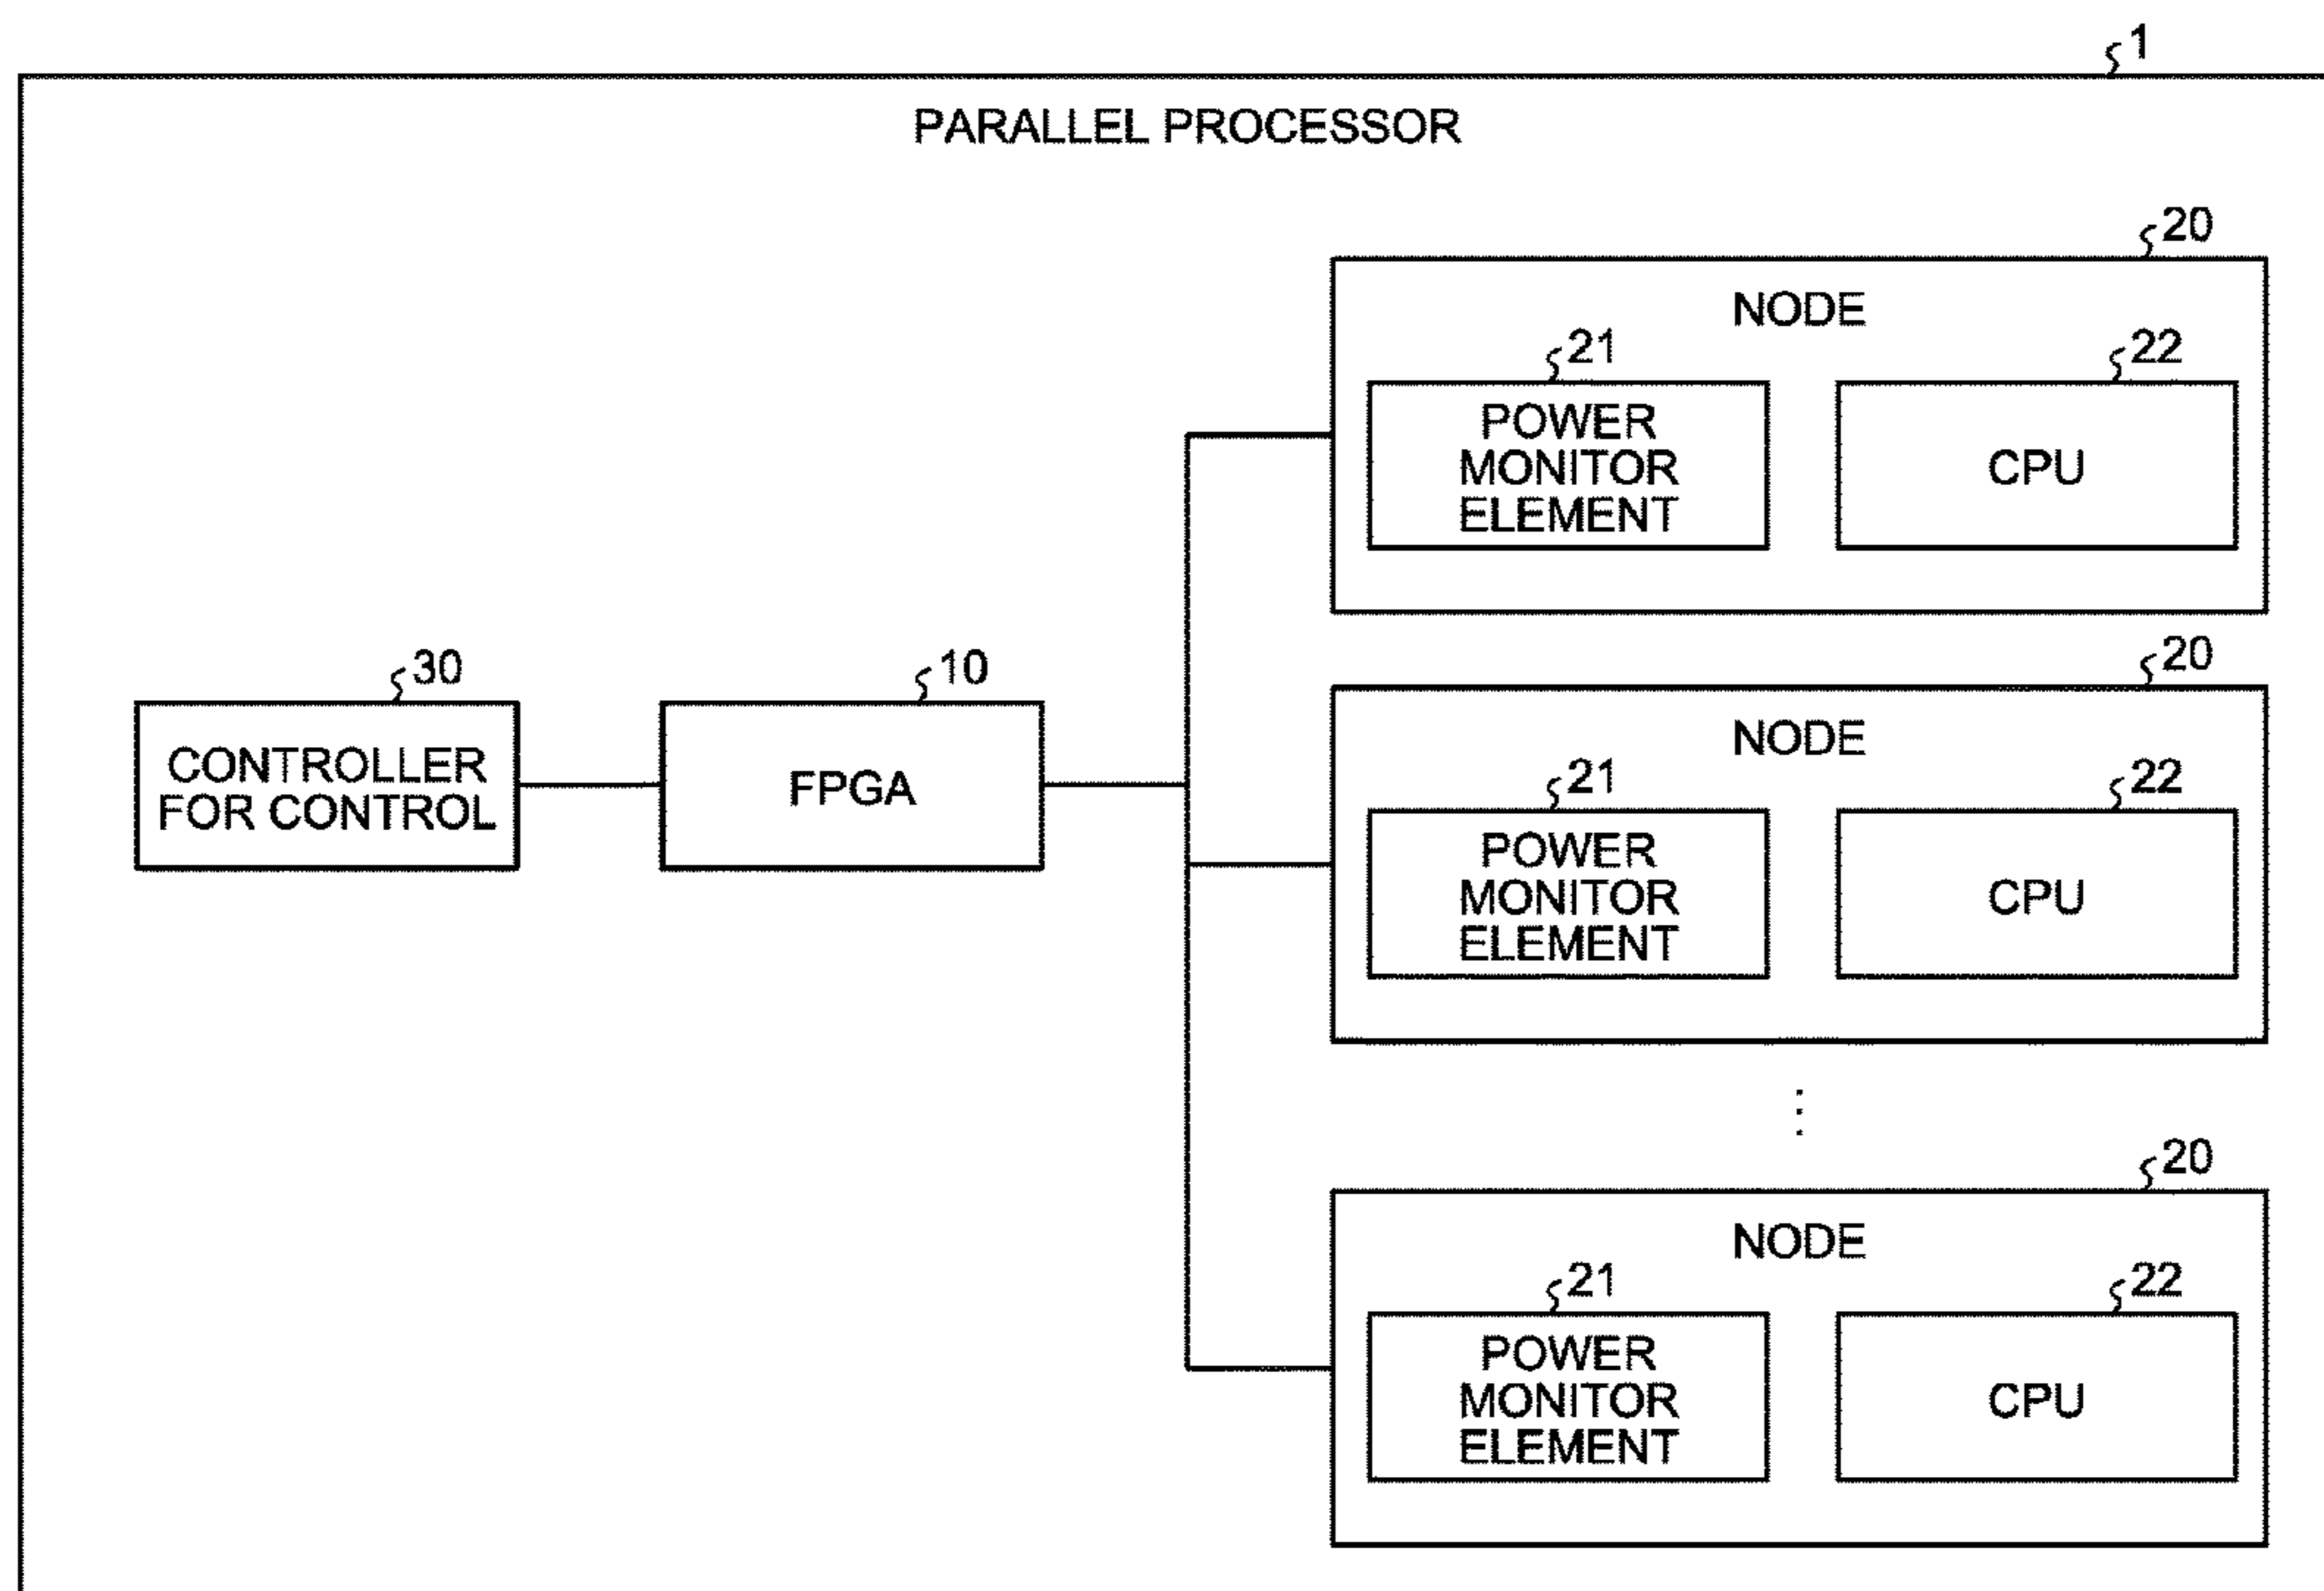 1
PARALLEL PROCESSOR
20
NODE
21
22
POWER
MONITOR
ELEMENT
CPU
30
CONTROLLER
FOR CONTROL
10
FPGA
20
NODE
21
22
POWER
MONITOR
ELEMENT
CPU
20
NODE
21
22
POWER
MONITOR
ELEMENT
CPU